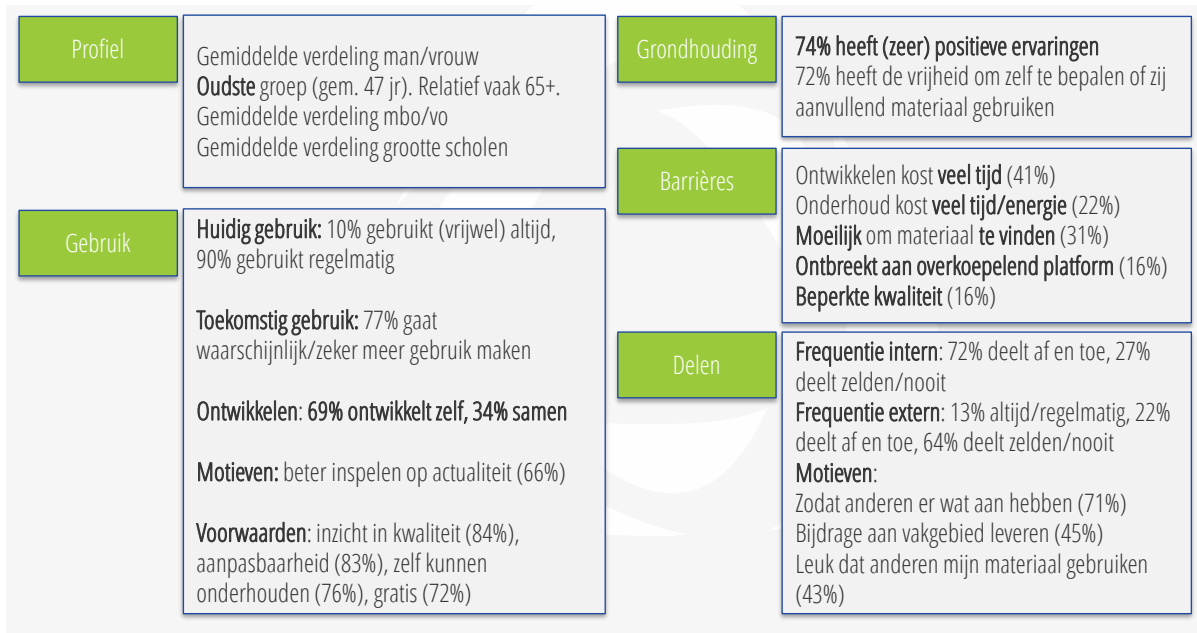 Profiel
Gemiddelde verdeling man/vrouw
Oudste groep (gem. 47 jr). Relatief vaak 65+.
Gemiddelde verdeling mbo/vo
Gemiddelde verdeling grootte scholen
Gebruik
Huidig gebruik: 10% gebruikt (vrijwel) altijd,
90% gebruikt regelmatig
Toekomstig gebruik: 77% gaat
waarschijnlijk/zeker meer gebruik maken
Ontwikkelen: 69% ontwikkelt zelf, 34% samen
Motieven: beter inspelen op actualiteit (66%)
Voorwaarden: inzicht in kwaliteit (84%),
aanpasbaarheid (83%), zelf kunnen
onderhouden (76%), gratis (72%)
Grondhouding
74% heeft (zeer) positieve ervaringen
72% heeft de vrijheid om zelf te bepalen of zij
aanvullend materiaal gebruiken
Barrières
Ontwikkelen kost veel tijd (41%)
Onderhoud kost veel tijd/energie (22%)
Moeilijk om materiaal te vinden (31%)
Ontbreekt aan overkoepelend platform (16%)
Beperkte kwaliteit (16%)
Delen
Frequentie intern: 72% deelt af en toe, 27%
deelt zelden/nooit
Frequentie extern: 13% altijd/regelmatig, 22%
deelt af en toe, 64% deelt zelden/nooit
Motieven:
Zodat anderen er wat aan hebben (71%)
Bijdrage aan vakgebied leveren (45%)
Leuk dat anderen mijn materiaal gebruiken
(43%)